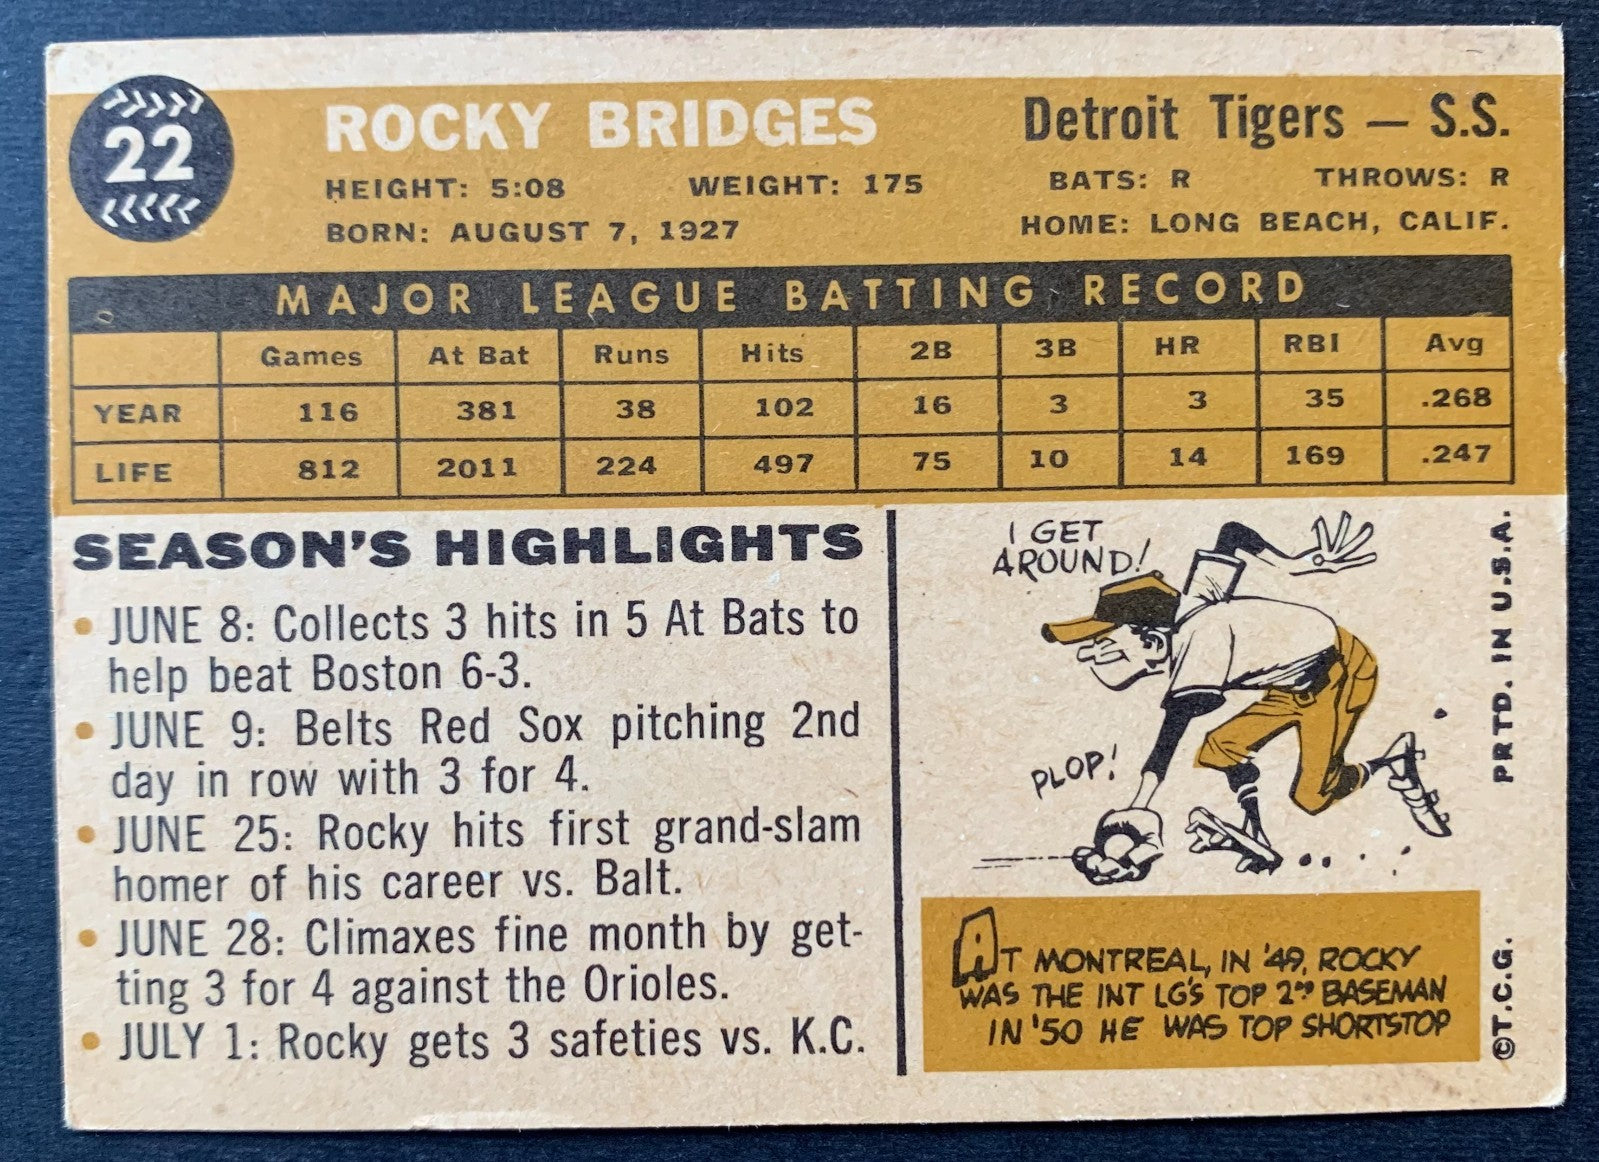 22
ROCKY BRIDGES
Detroit Tigers — S.S.
HEIGHT: 5:08 WEIGHT: 175 BATS: R THROWS: R
BORN: AUGUST 7, 1927 HOME: LONG BEACH, CALIF.
MAJOR LEAGUE BATTING RECORD
Games At Bat Runs Hits 2B 3B HR RBI Avg
YEAR 116 381 38 102 16 3 3 35 .268
LIFE 812 2011 224 497 75 10 14 169 .247
SEASON'S HIGHLIGHTS
• JUNE 8: Collects 3 hits in 5 At Bats to
help beat Boston 6-3.
• JUNE 9: Belts Red Sox pitching 2nd
day in row with 3 for 4.
• JUNE 25: Rocky hits first grand-slam
homer of his career vs. Balt.
• JUNE 28: Climaxes fine month by get-
ting 3 for 4 against the Orioles.
• JULY 1: Rocky gets 3 safeties vs. K.C.
I GET
AROUND!
PLOP!
AT MONTREAL, IN '49, ROCKY
WAS THE INT LG'S TOP 2ND BASEMAN
IN '50 HE WAS TOP SHORTSTOP
©T.C.G. PRTD. IN U.S.A.